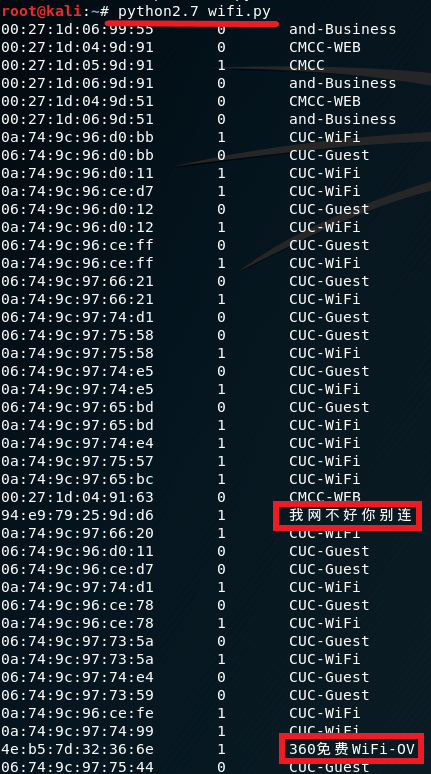 root@kali:~# python2.7 wifi.py
00:27:1d:06:99:55 0 and-Business
00:27:1d:04:9d:91 0 CMCC-WEB
00:27:1d:05:9d:91 1 CMCC
00:27:1d:06:9d:91 0 and-Business
00:27:1d:04:9d:51 0 CMCC-WEB
00:27:1d:06:9d:51 0 and-Business
0a:74:9c:96:d0:bb 1 CUC-WiFi
06:74:9c:96:d0:bb 0 CUC-Guest
0a:74:9c:96:d0:11 1 CUC-WiFi
0a:74:9c:96:ce:d7 1 CUC-WiFi
06:74:9c:96:d0:12 0 CUC-Guest
0a:74:9c:96:d0:12 1 CUC-WiFi
06:74:9c:96:ce:ff 0 CUC-Guest
0a:74:9c:96:ce:ff 1 CUC-WiFi
06:74:9c:97:66:21 0 CUC-Guest
0a:74:9c:97:66:21 1 CUC-WiFi
06:74:9c:97:74:d1 0 CUC-Guest
06:74:9c:97:75:58 0 CUC-Guest
0a:74:9c:97:75:58 1 CUC-WiFi
06:74:9c:97:74:e5 0 CUC-Guest
0a:74:9c:97:74:e5 1 CUC-WiFi
06:74:9c:97:65:bd 0 CUC-Guest
0a:74:9c:97:65:bd 1 CUC-WiFi
0a:74:9c:97:74:e4 1 CUC-WiFi
0a:74:9c:97:75:57 1 CUC-WiFi
0a:74:9c:97:65:bc 1 CUC-WiFi
00:27:1d:04:91:63 0 CMCC-WEB
94:e9:79:25:9d:d6 1 我网不好你别连
0a:74:9c:97:66:20 1 CUC-WiFi
06:74:9c:96:d0:11 0 CUC-Guest
06:74:9c:96:ce:d7 0 CUC-Guest
0a:74:9c:97:74:d1 1 CUC-WiFi
06:74:9c:96:ce:78 0 CUC-Guest
0a:74:9c:96:ce:78 1 CUC-WiFi
06:74:9c:97:73:5a 0 CUC-Guest
0a:74:9c:97:73:5a 1 CUC-WiFi
06:74:9c:97:74:e4 0 CUC-Guest
06:74:9c:97:73:59 0 CUC-Guest
0a:74:9c:96:ce:fe 1 CUC-WiFi
0a:74:9c:97:74:99 1 CUC-WiFi
4e:b5:7d:32:36:6e 1 360免费WiFi-OV
06:74:9c:97:75:44 0 CUC-Guest